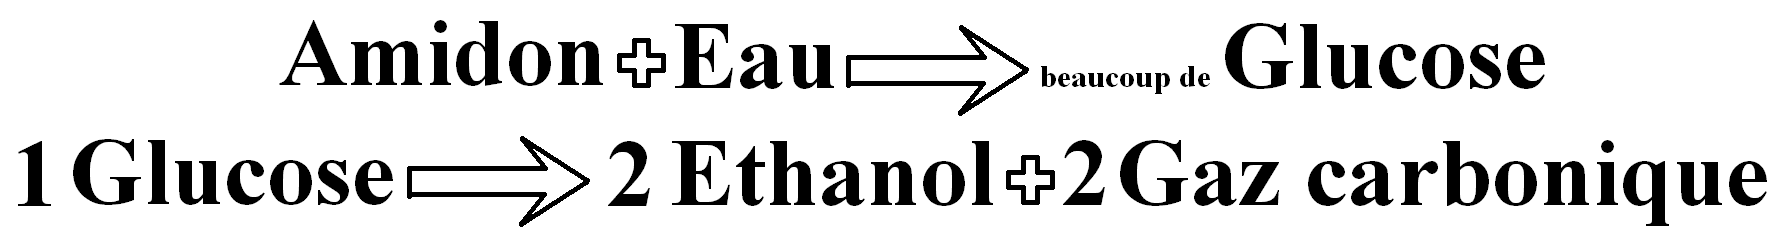 Amidon + Eau ⇒ beaucoup de Glucose
1 Glucose ⇒ 2 Ethanol + 2 Gaz carbonique